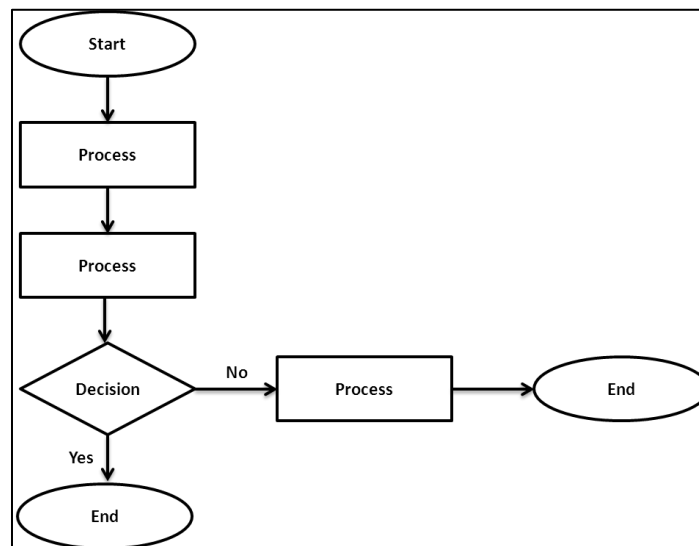 Start
Process
Process
Decision
No
Process
End
Yes
End